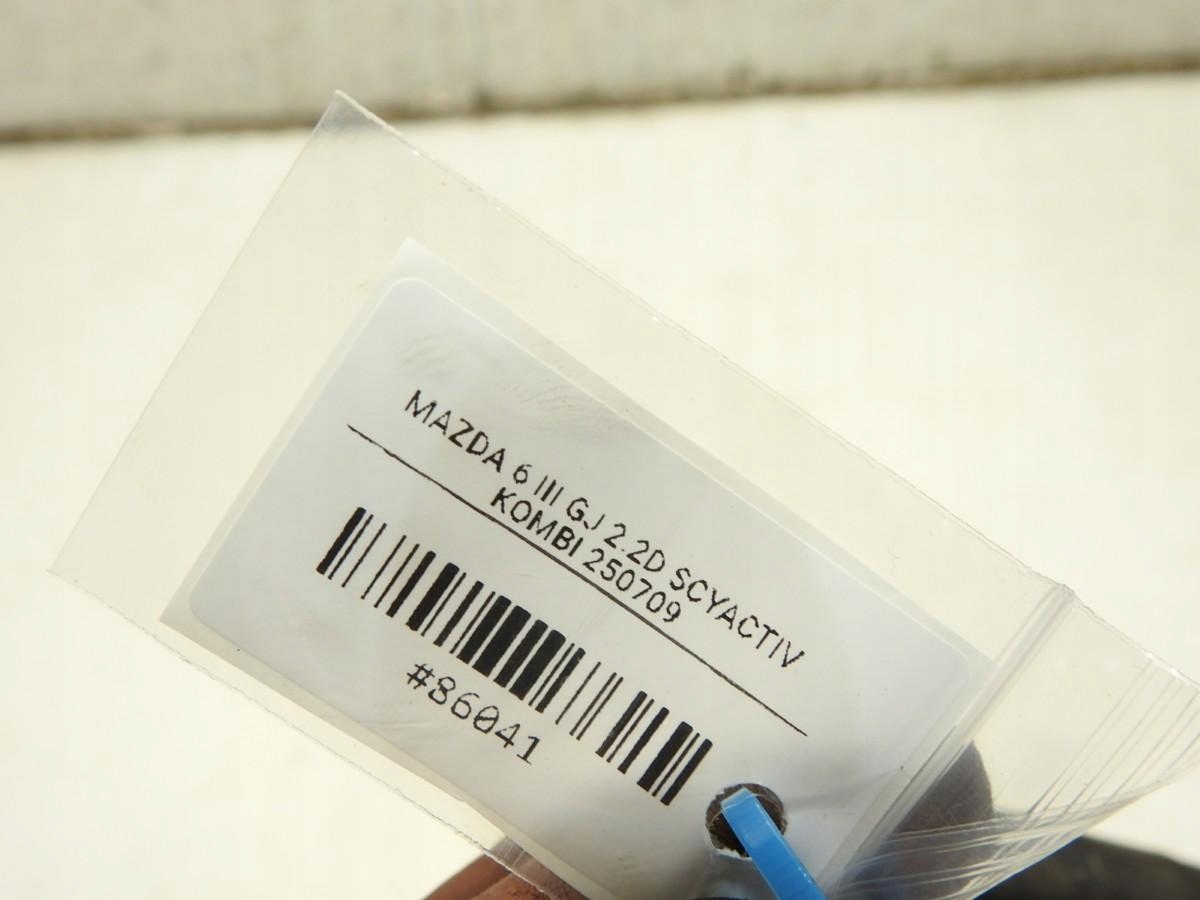 MAZDA 6 III GJ 2.2D SCYACTIV
KOMBI 250709
#86041